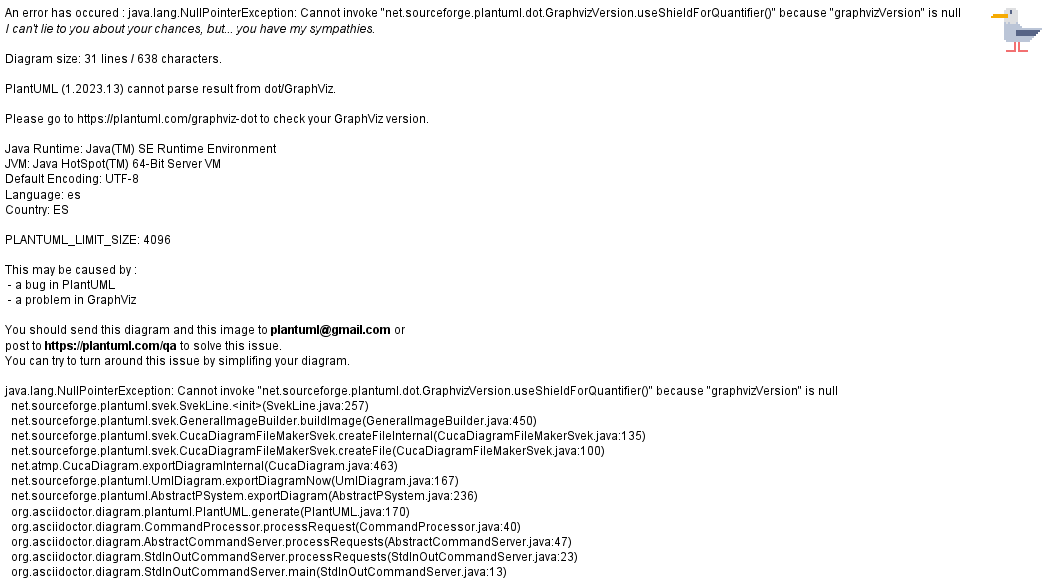 An error has occured : java.lang.NullPointerException: Cannot invoke "net.sourceforge.plantuml.dot.GraphvizVersion.useShieldForQuantifier()" because "graphvizVersion" is null
I can't lie to you about your chances, but... you have my sympathies.
Diagram size: 31 lines / 638 characters.
PlantUML (1.2023.13) cannot parse result from dot/GraphViz.
Please go to https://plantuml.com/graphviz-dot to check your GraphViz version.
Java Runtime: Java(TM) SE Runtime Environment
JVM: Java HotSpot(TM) 64-Bit Server VM
Default Encoding: UTF-8
Language: es
Country: ES
PLANTUML_LIMIT_SIZE: 4096
This may be caused by :
- a bug in PlantUML
- a problem in GraphViz
You should send this diagram and this image to plantuml@gmail.com or
post to https://plantuml.com/qa to solve this issue.
You can try to turn around this issue by simplifing your diagram.
java.lang.NullPointerException: Cannot invoke "net.sourceforge.plantuml.dot.GraphvizVersion.useShieldForQuantifier()" because "graphvizVersion" is null
net.sourceforge.plantuml.svek.SvekLine.<init>(SvekLine.java:257)
net.sourceforge.plantuml.svek.GeneralImageBuilder.buildImage(GeneralImageBuilder.java:450)
net.sourceforge.plantuml.svek.CucaDiagramFileMakerSvek.createFileInternal(CucaDiagramFileMakerSvek.java:135)
net.sourceforge.plantuml.svek.CucaDiagramFileMakerSvek.createFile(CucaDiagramFileMakerSvek.java:100)
net.atmp.CucaDiagram.exportDiagramInternal(CucaDiagram.java:463)
net.sourceforge.plantuml.UmlDiagram.exportDiagramNow(UmlDiagram.java:167)
net.sourceforge.plantuml.AbstractPSystem.exportDiagram(AbstractPSystem.java:236)
org.asciidoctor.diagram.plantuml.PlantUML.generate(PlantUML.java:170)
org.asciidoctor.diagram.CommandProcessor.processRequest(CommandProcessor.java:40)
org.asciidoctor.diagram.AbstractCommandServer.processRequests(AbstractCommandServer.java:47)
org.asciidoctor.diagram.StdInOutCommandServer.processRequests(StdInOutCommandServer.java:23)
org.asciidoctor.diagram.StdInOutCommandServer.main(StdInOutCommandServer.java:13)